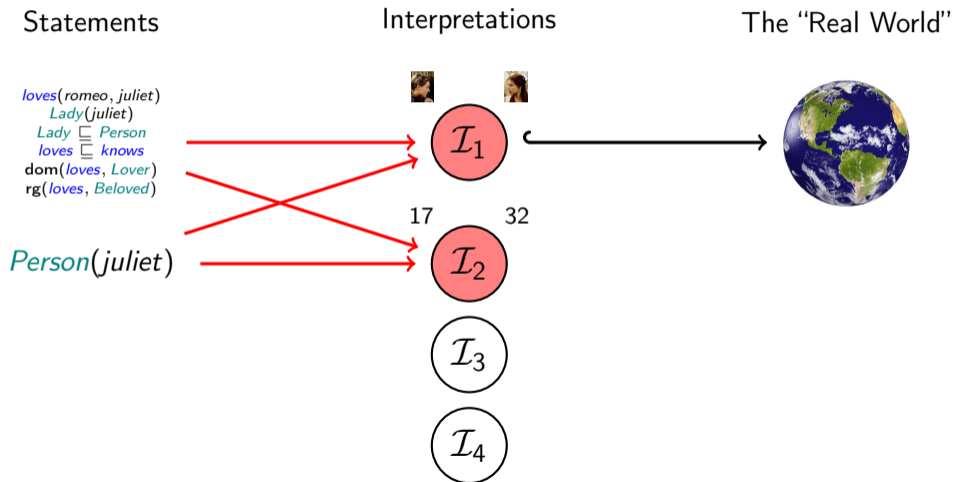 Statements
Interpretations
The “Real World”
loves(romeo, juliet)
Lady(juliet)
Lady ⊑ Person
loves ⊑ knows
dom(loves, Lover)
rg(loves, Beloved)
Person(juliet)
ℐ₁
17 32
ℐ₂
ℐ₃
ℐ₄